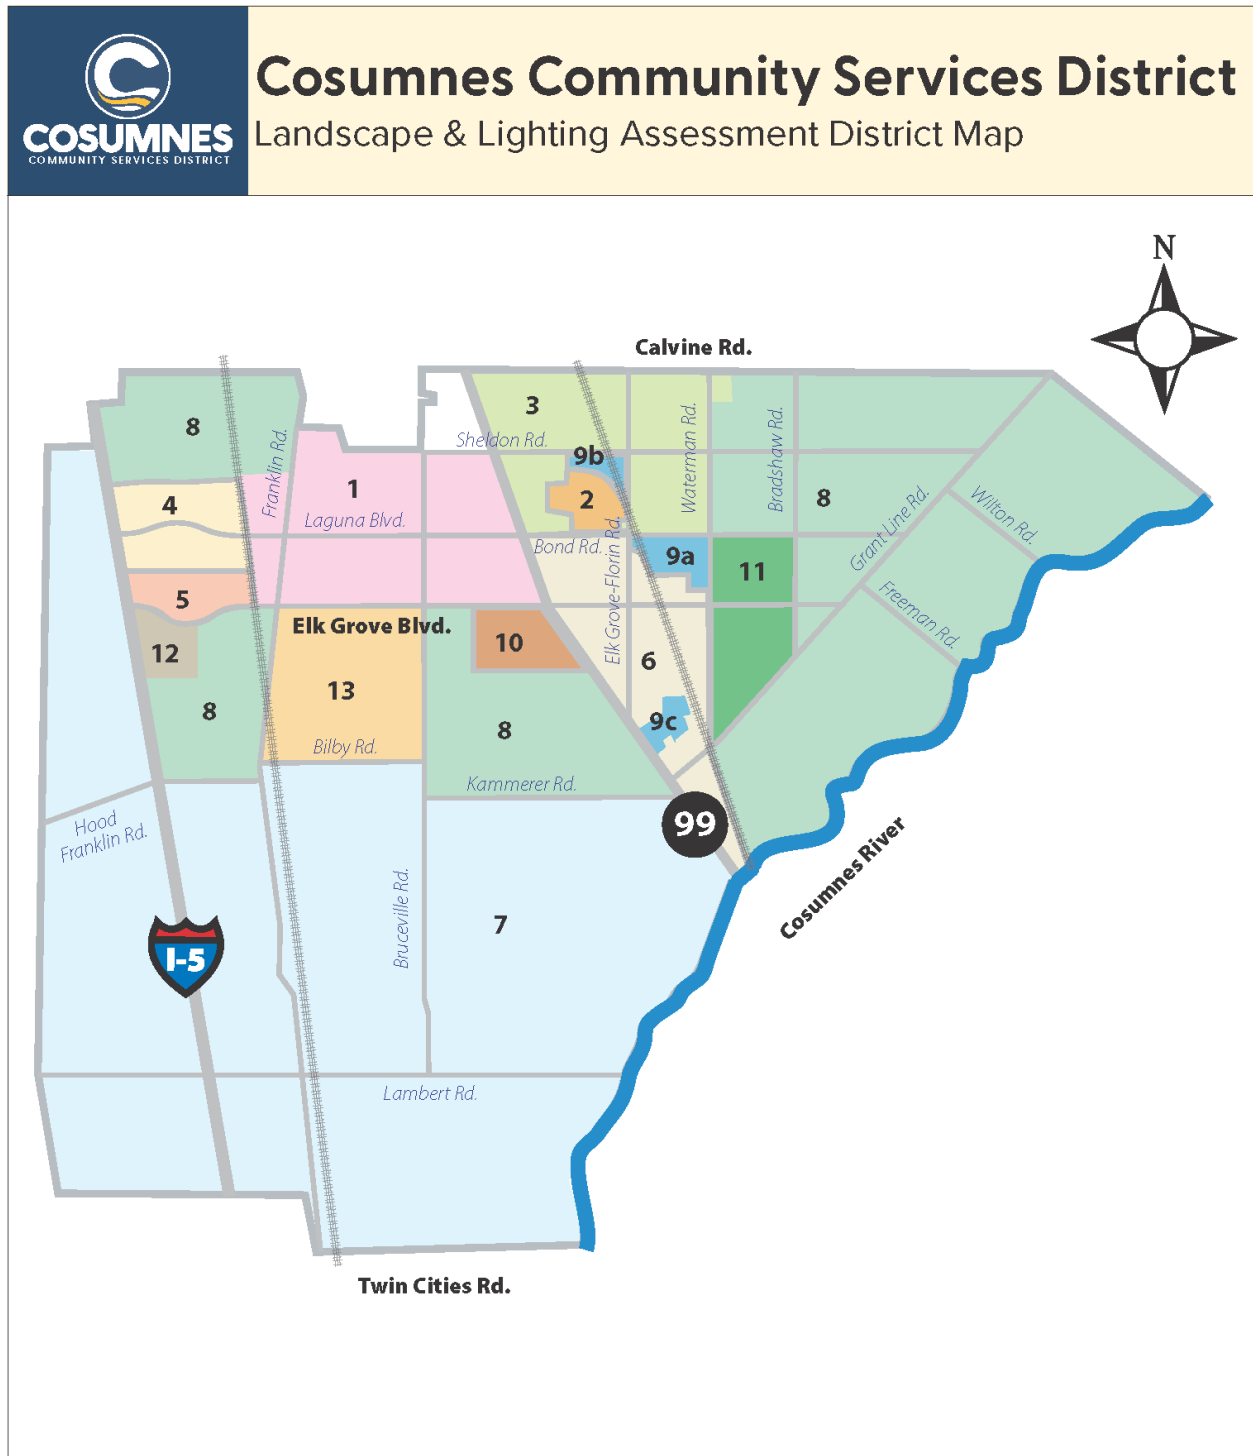 Cosumnes Community Services District
Landscape & Lighting Assessment District Map
COSUMNES
COMMUNITY SERVICES DISTRICT
N
Calvine Rd.
3
8
Sheldon Rd.
Franklin Rd.
9b
Waterman Rd.
Bradshaw Rd.
1
4
2
8
Laguna Blvd.
Grant Line Rd.
Wilton Rd.
Bond Rd.
Elk Grove-Florin Rd.
9a
11
5
Freeman Rd.
Elk Grove Blvd.
10
12
6
13
8
9c
8
Bilby Rd.
Kammerer Rd.
99
Hood
Franklin Rd.
Cosumnes River
Bruceville Rd.
7
I-5
Lambert Rd.
Twin Cities Rd.